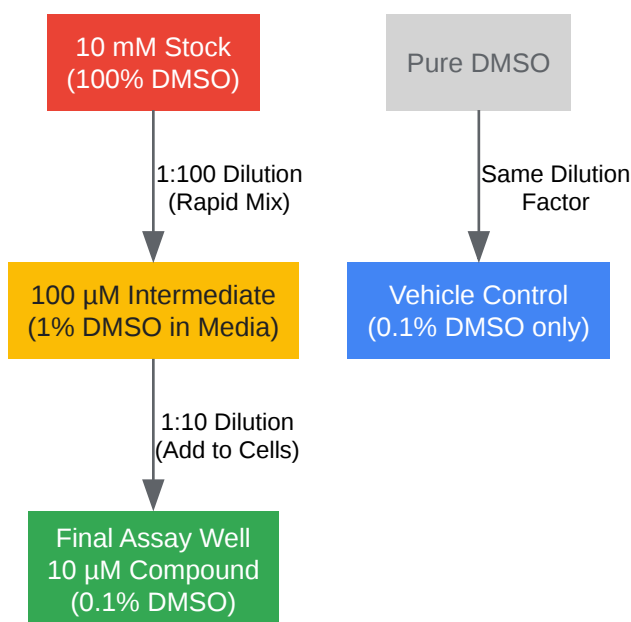 10 mM Stock
(100% DMSO)
Pure DMSO
1:100 Dilution
(Rapid Mix)
Same Dilution
Factor
100 µM Intermediate
(1% DMSO in Media)
Vehicle Control
(0.1% DMSO only)
1:10 Dilution
(Add to Cells)
Final Assay Well
10 µM Compound
(0.1% DMSO)